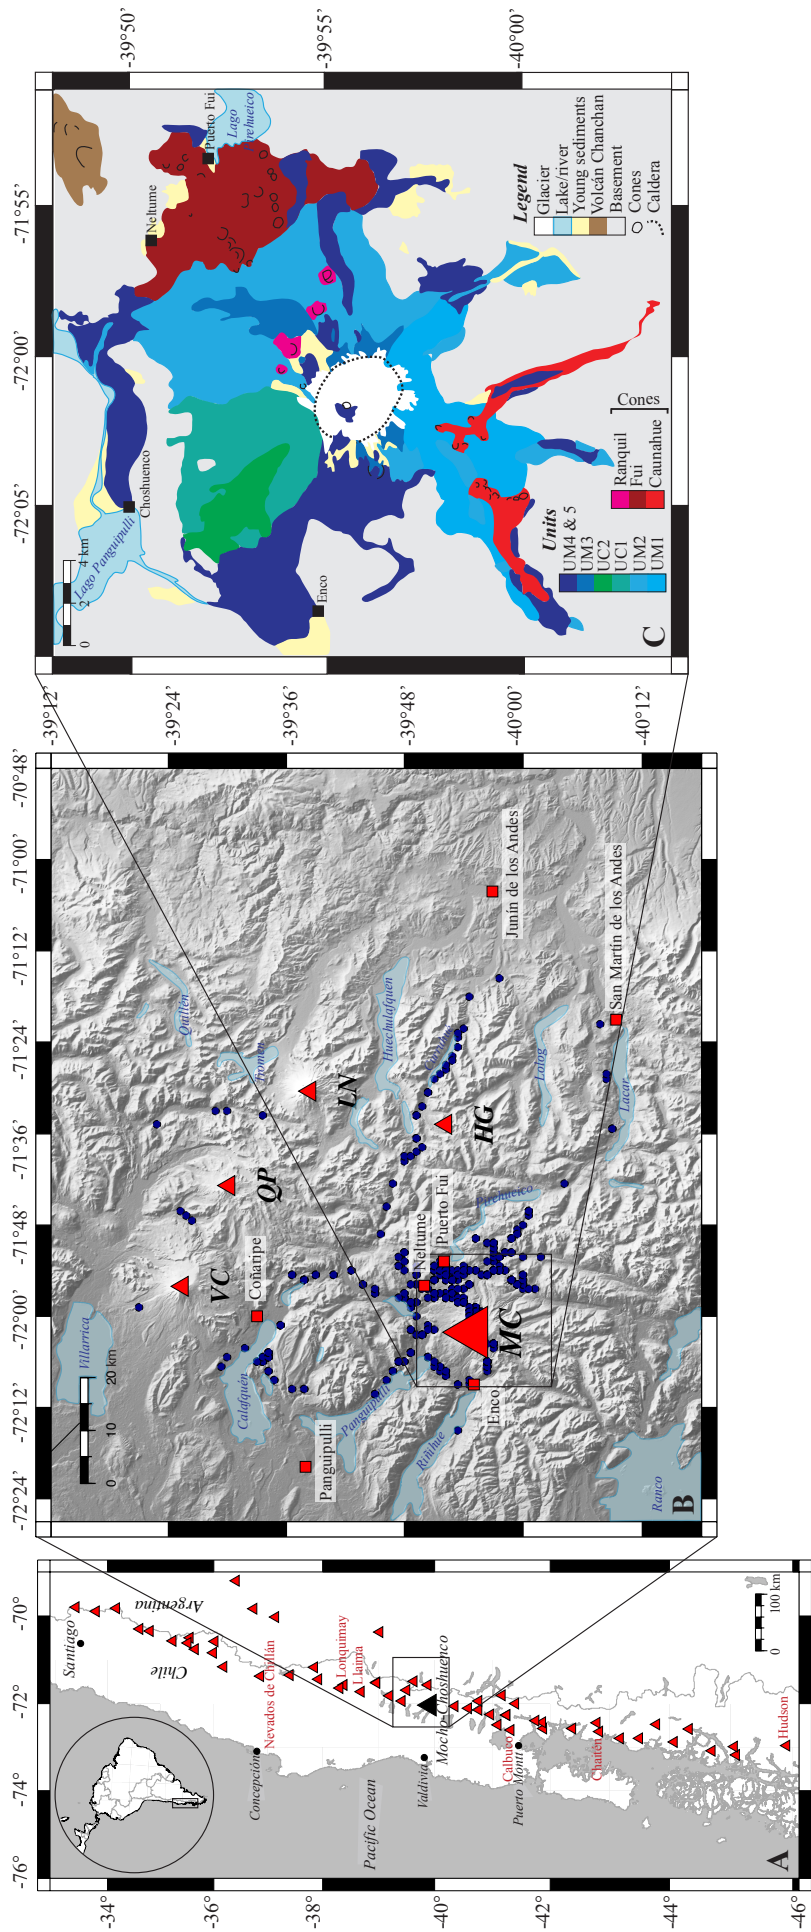 -76°
-74°
-72°
-70°
-34°
-36°
-38°
-40°
-42°
-44°
-46°
Santiago
Chile
Argentina
Concepción
Nevados de Chillán
Lonquimay
Llaima
Pacific Ocean
Valdivia
Mocho-Choshuenco
Calbuco
Puerto Montt
Chaitén
Hudson
0 100 km
A
-72°24'
-72°12'
-72°00'
-71°48'
-71°36'
-71°24'
-71°12'
-71°00'
-70°48'
-39°12'
-39°24'
-39°36'
-39°48'
-40°00'
-40°12'
0 10 20 km
Villarrica
VC
QP
Quillén
Tromen
Calafquén
Coñaripe
LN
Panguipulli
Panguipulli
Huechulafquen
Neltume
Puerto Fui
HG
Riñihue
Enco
MC
Pirehueico
Junín de los Andes
Lolog
Lacar
San Martín de los Andes
Ranco
B
-72°05'
-72°00'
-71°55'
-39°50'
-39°55'
-40°00'
0 2 4 km
Lago Panguipulli
Choshuenco
Neltume
Puerto Fui
Lago
Pirehueico
Enco
Units
UM4 & 5
UM3
UC2
UC1
UM2
UM1
Ranquil
Fui
Caunahue
Cones
Legend
Glacier
Lake/river
Young sediments
Volcán Chanchan
Basement
Cones
Caldera
C